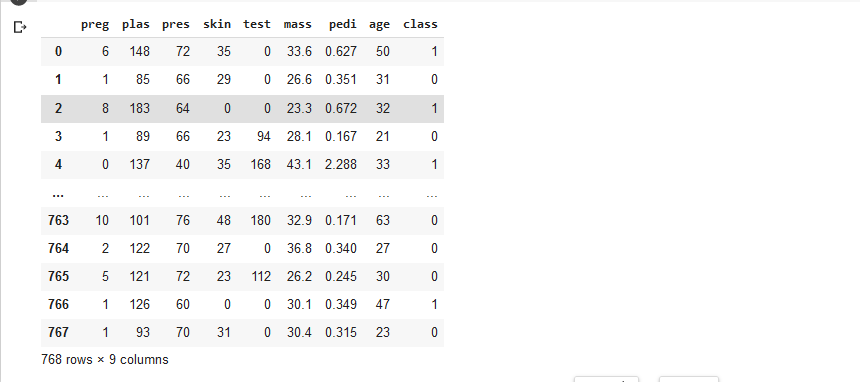 preg plas pres skin test mass pedi age class
0 6 148 72 35 0 33.6 0.627 50 1
1 1 85 66 29 0 26.6 0.351 31 0
2 8 183 64 0 0 23.3 0.672 32 1
3 1 89 66 23 94 28.1 0.167 21 0
4 0 137 40 35 168 43.1 2.288 33 1
... ... ... ... ... ... ... ... ... ...
763 10 101 76 48 180 32.9 0.171 63 0
764 2 122 70 27 0 36.8 0.340 27 0
765 5 121 72 23 112 26.2 0.245 30 0
766 1 126 60 0 0 30.1 0.349 47 1
767 1 93 70 31 0 30.4 0.315 23 0
768 rows × 9 columns